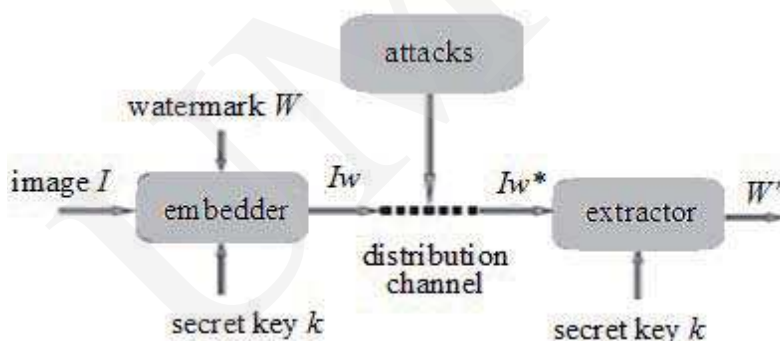 attacks
watermark W
image I
embedder
Iw
Iw*
extractor
distribution
channel
secret key k
secret key k